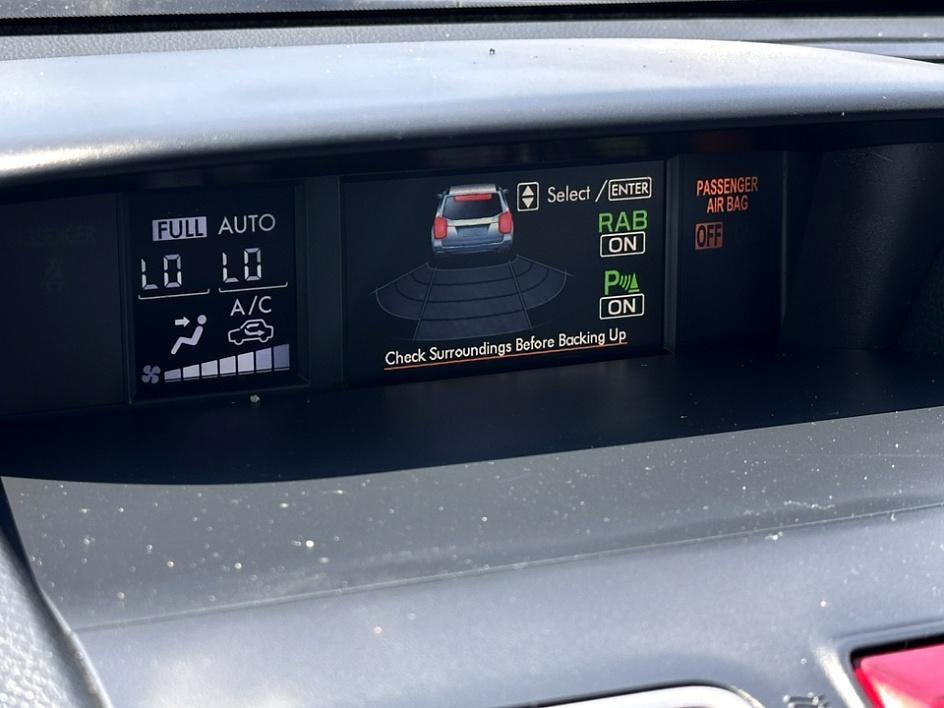 FULL AUTO
LO LO
A/C
Select / ENTER
RAB
ON
P
ON
Check Surroundings Before Backing Up
PASSENGER
AIR BAG
OFF